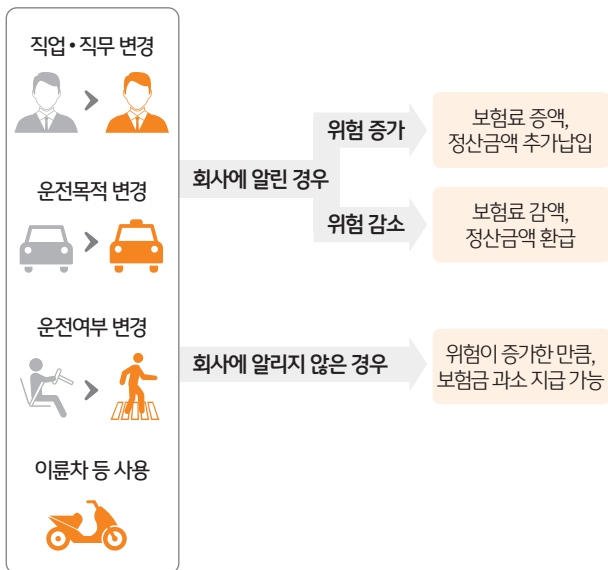 직업•직무 변경
운전목적 변경
운전여부 변경
이륜차 등 사용
회사에 알린 경우
위험 증가
보험료 증액,
정산금액 추가납입
위험 감소
보험료 감액,
정산금액 환급
회사에 알리지 않은 경우
위험이 증가한 만큼,
보험금 과소 지급 가능